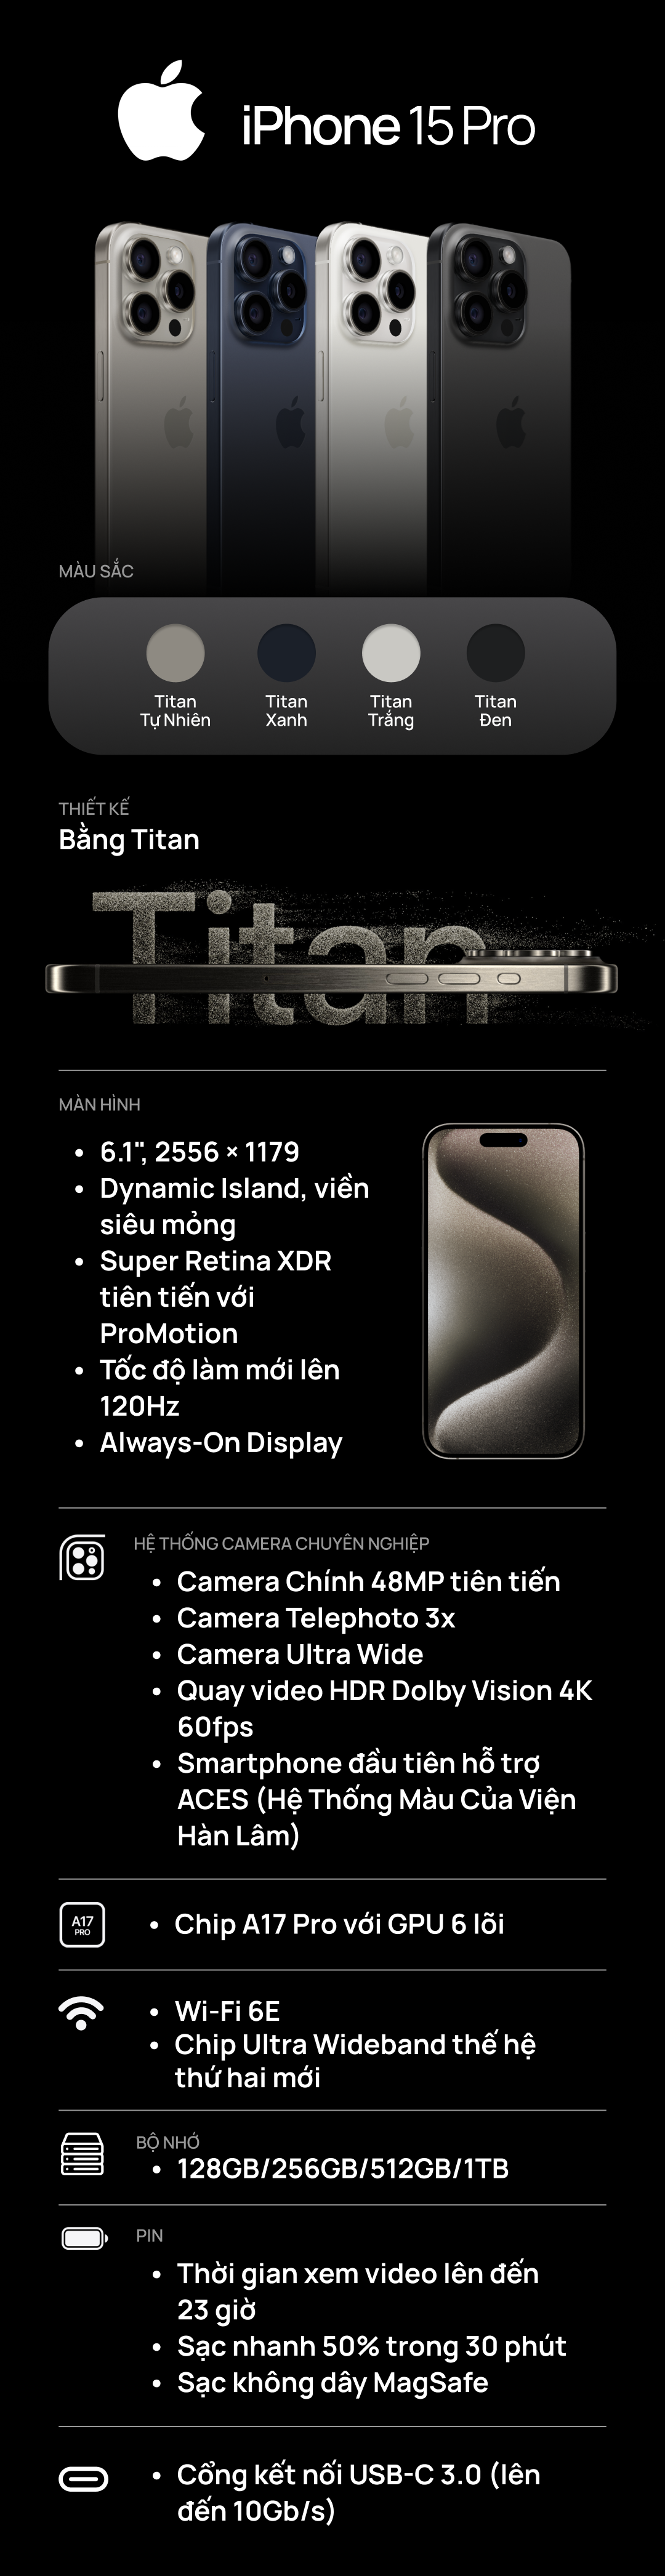 iPhone 15 Pro
MÀU SẮC
Titan
Tự Nhiên
Titan
Xanh
Titan
Trắng
Titan
Đen
THIẾT KẾ
Bằng Titan
Titan
MÀN HÌNH
• 6.1", 2556 × 1179
• Dynamic Island, viền
siêu mỏng
• Super Retina XDR
tiên tiến với
ProMotion
• Tốc độ làm mới lên
120Hz
• Always-On Display
HỆ THỐNG CAMERA CHUYÊN NGHIỆP
• Camera Chính 48MP tiên tiến
• Camera Telephoto 3x
• Camera Ultra Wide
• Quay video HDR Dolby Vision 4K
60fps
• Smartphone đầu tiên hỗ trợ
ACES (Hệ Thống Màu Của Viện
Hàn Lâm)
A17
PRO
• Chip A17 Pro với GPU 6 lõi
• Wi-Fi 6E
• Chip Ultra Wideband thế hệ
thứ hai mới
BỘ NHỚ
• 128GB/256GB/512GB/1TB
PIN
• Thời gian xem video lên đến
23 giờ
• Sạc nhanh 50% trong 30 phút
• Sạc không dây MagSafe
• Cổng kết nối USB-C 3.0 (lên
đến 10Gb/s)